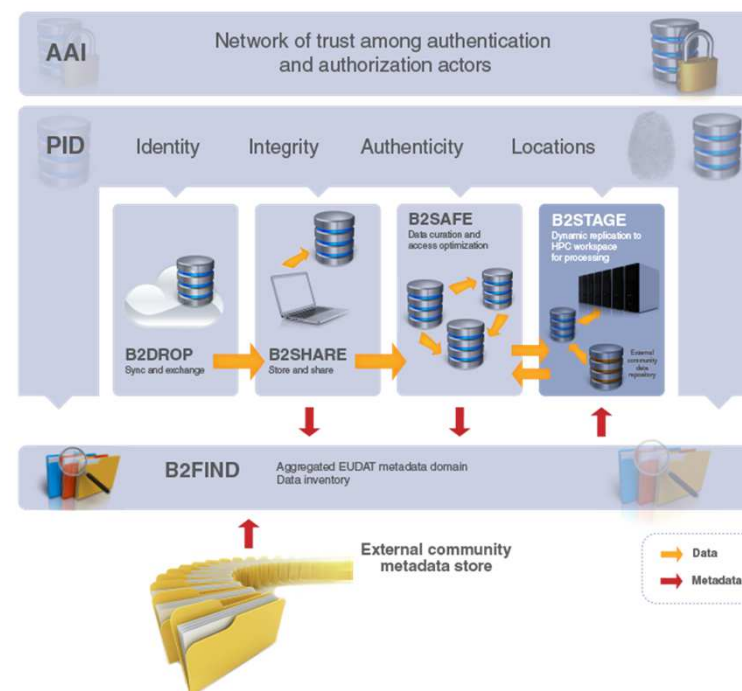 AAI
Network of trust among authentication
and authorization actors
PID
Identity
Integrity
Authenticity
Locations
B2DROP
Sync and exchange
B2SHARE
Store and share
B2SAFE
Data curation and
access optimization
B2STAGE
Dynamic replication to
HPC workspace
for processing
External
community
data
repository
B2FIND
Aggregated EUDAT metadata domain
Data inventory
External community
metadata store
Data
Metadata